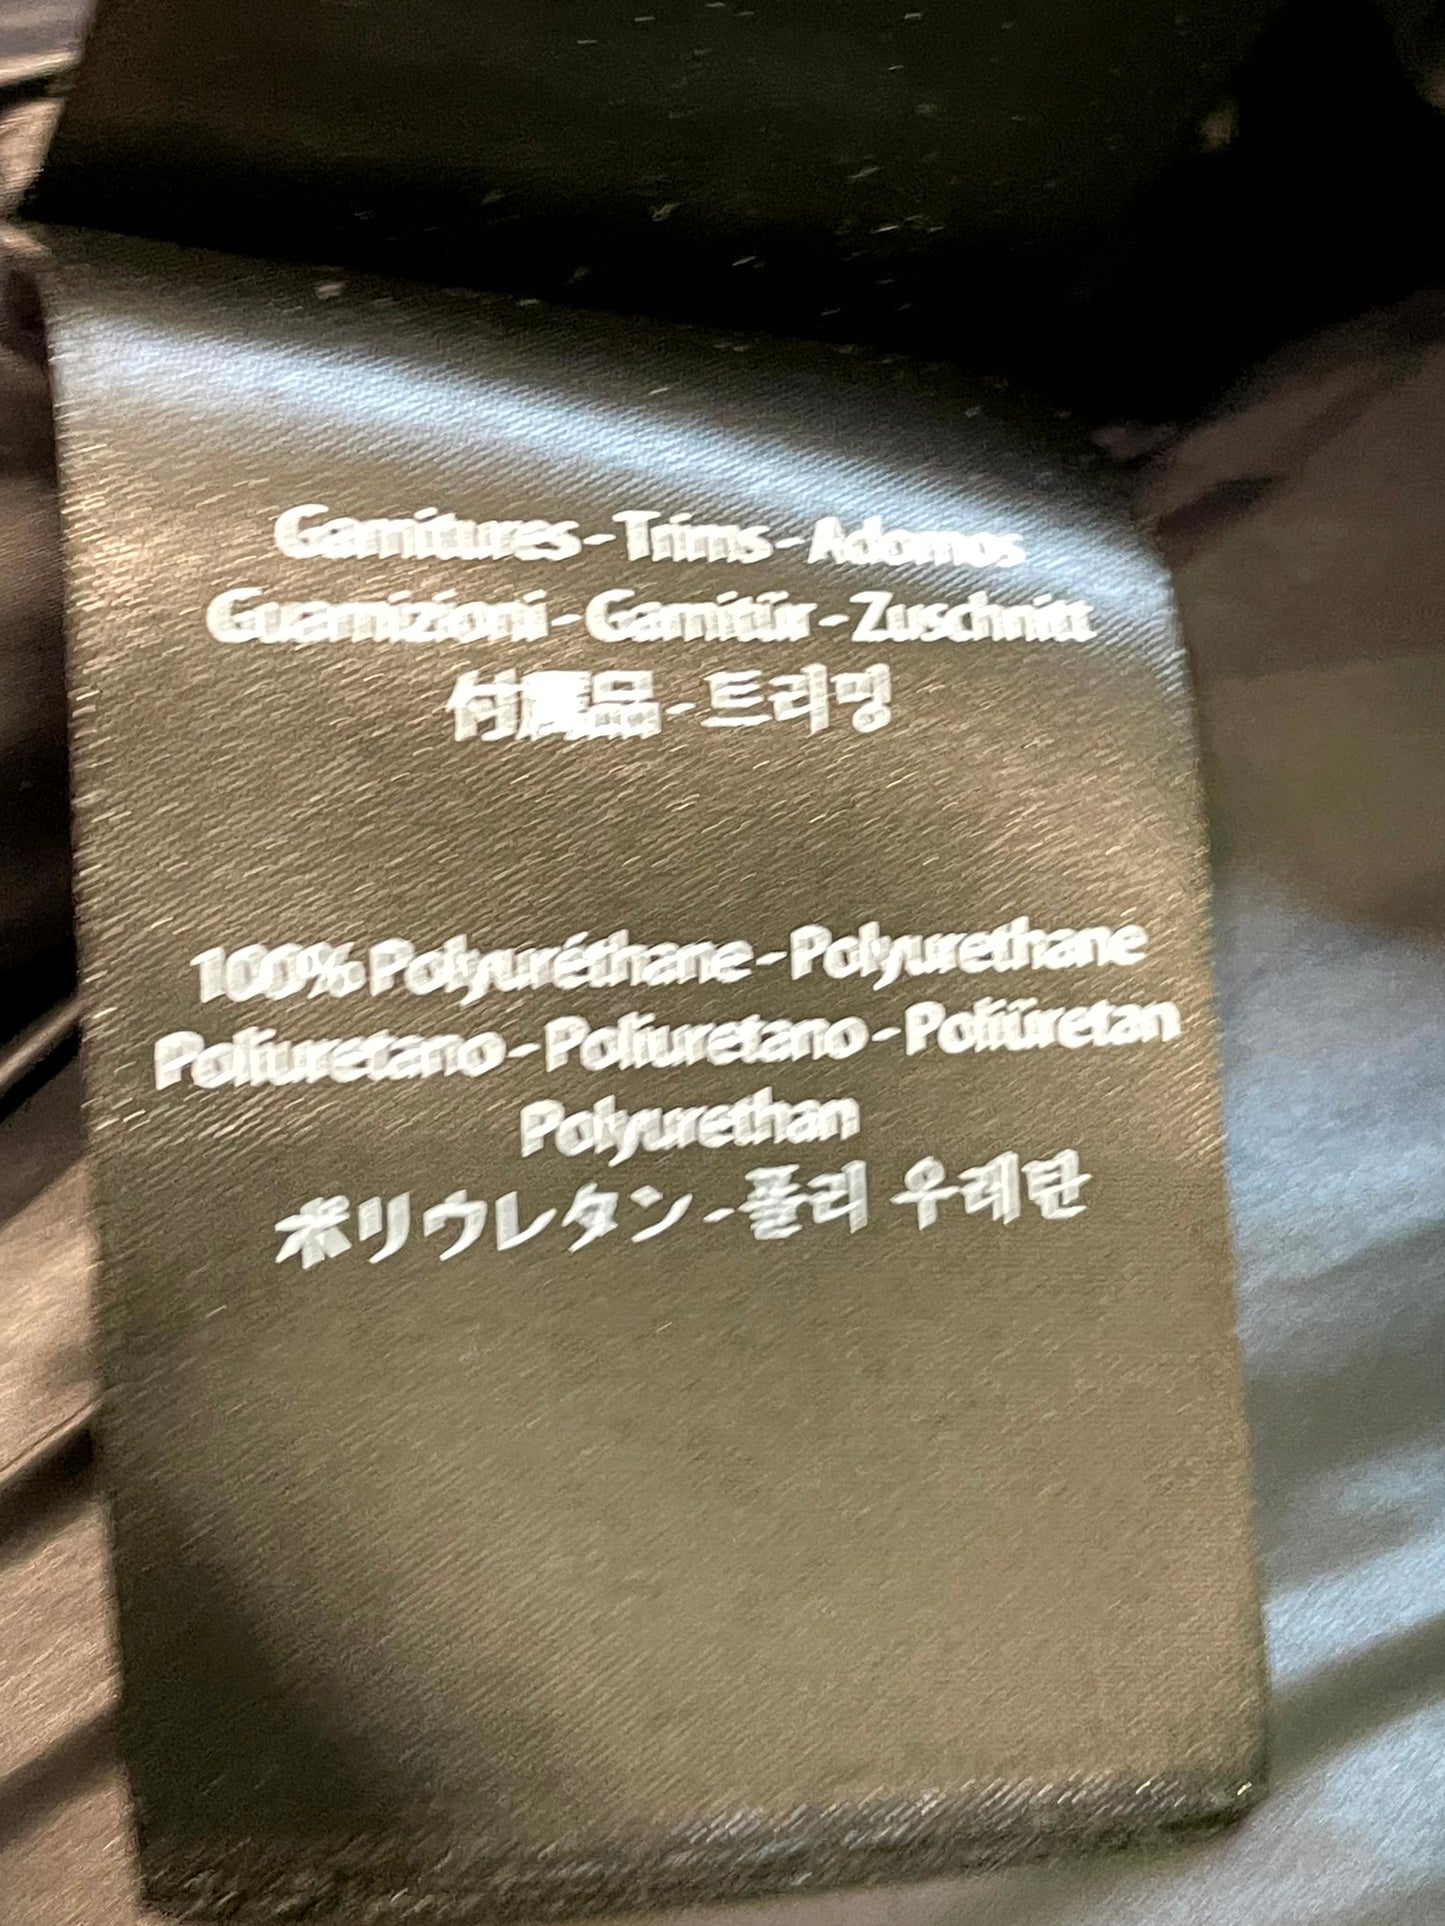 Garnitures - Trims - Adornos
Guarnizioni - Garnitür - Zuschnitt
付属品 - 트리밍
100% Polyuréthane - Polyurethane
Poliuretano - Poliuretano - Poliüretan
Polyurethan
ポリウレタン - 폴리 우레탄